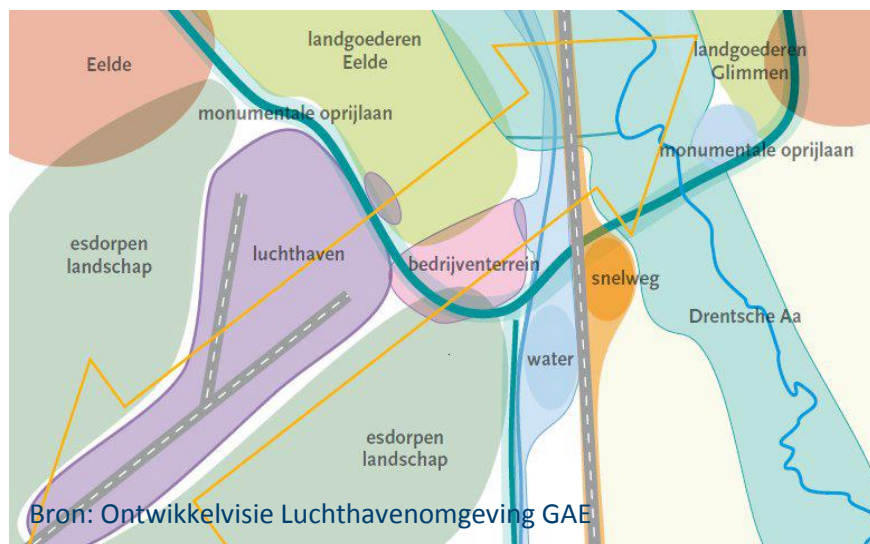 landgoederen
Eelde
Eelde
landgoederen
Glimmen
monumentale oprijlaan
monumentale oprijlaan
esdorpen
landschap
luchthaven
bedrijventerrein
snelweg
Drentsche Aa
water
esdorpen
landschap
Bron: Ontwikkelvisie Luchthavenomgeving GAE